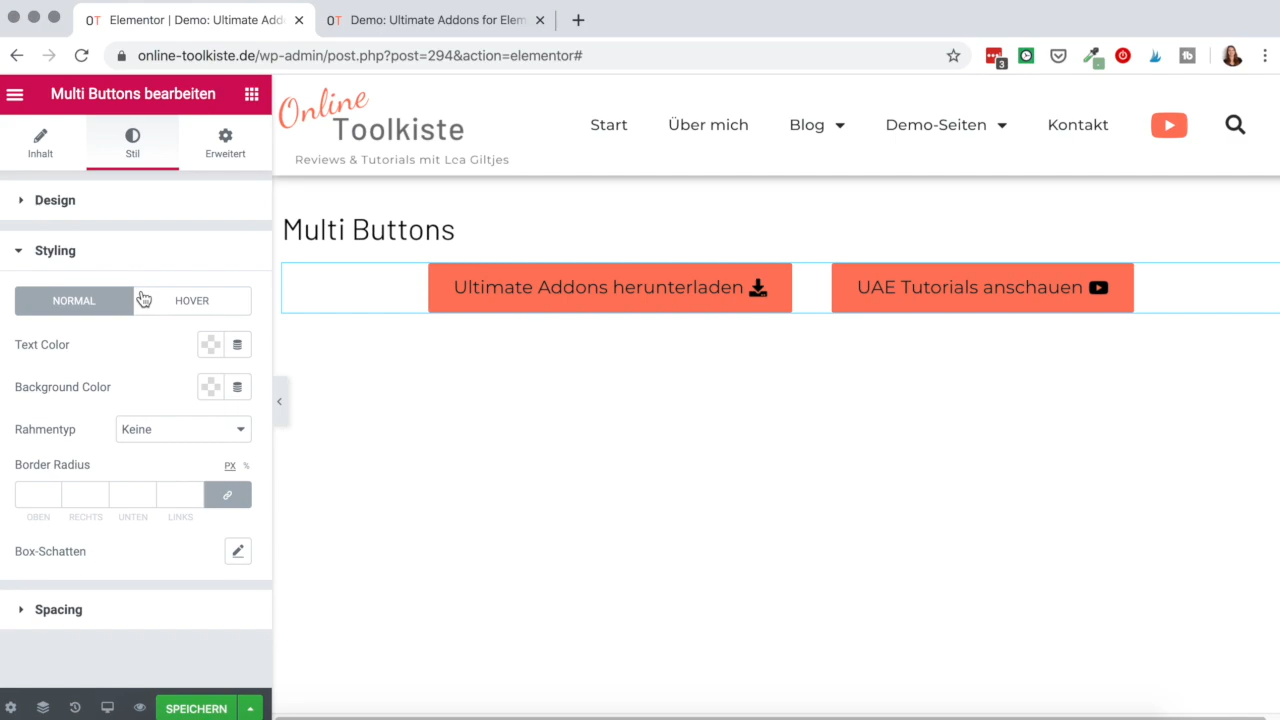 OT Elementor | Demo: Ultimate Add
OT Demo: Ultimate Addons for Elem
online-toolkiste.de/wp-admin/post.php?post=294&action=elementor#
3
Multi Buttons bearbeiten
Inhalt
Stil
Erweitert
Design
Styling
NORMAL
HOVER
Text Color
Background Color
Rahmentyp
Keine
Border Radius
PX %
OBEN RECHTS UNTEN LINKS
Box-Schatten
Spacing
SPEICHERN
Online
Toolkiste
Reviews & Tutorials mit Lea Giltjes
Start
Über mich
Blog
Demo-Seiten
Kontakt
Multi Buttons
Ultimate Addons herunterladen
UAE Tutorials anschauen